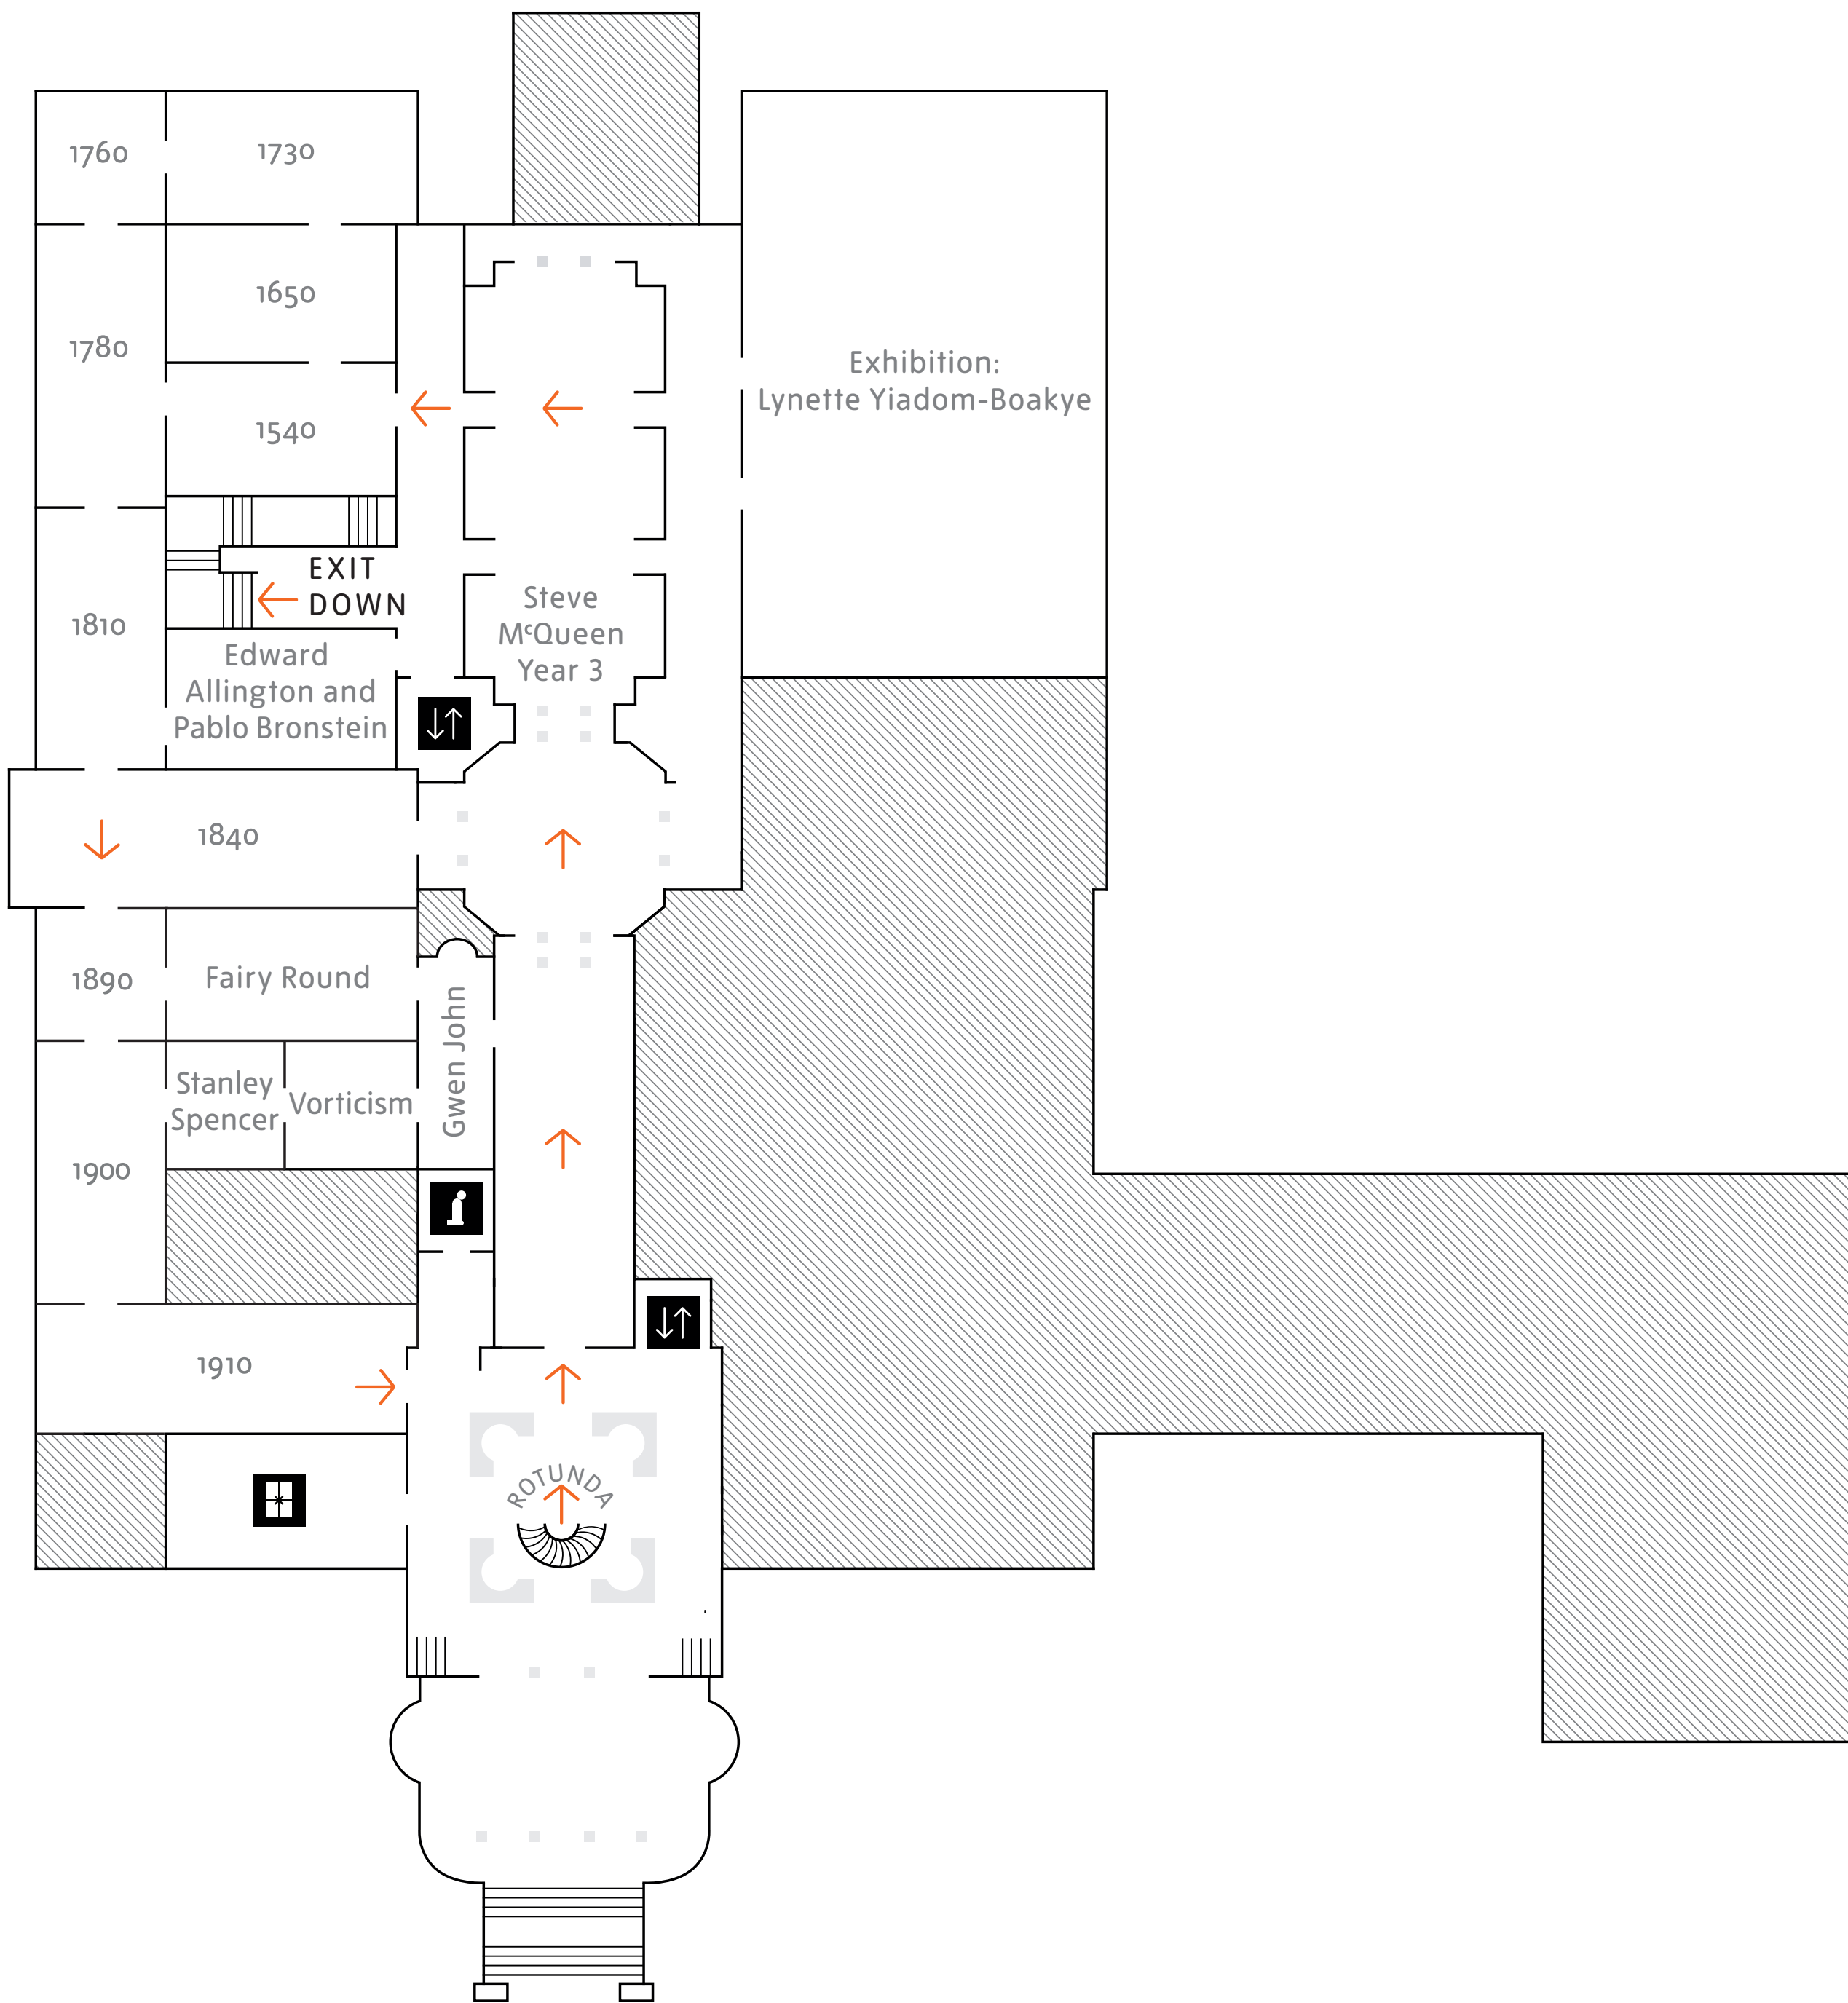 1760
1730
1650
1780
Exhibition:
Lynette Yiadom-Boakye
1540
EXIT
DOWN
Steve
McQueen
Year 3
1810
Edward
Allington and
Pablo Bronstein
1840
1890
Fairy Round
Gwen John
Stanley
Spencer
Vorticism
1900
1910
ROTUNDA